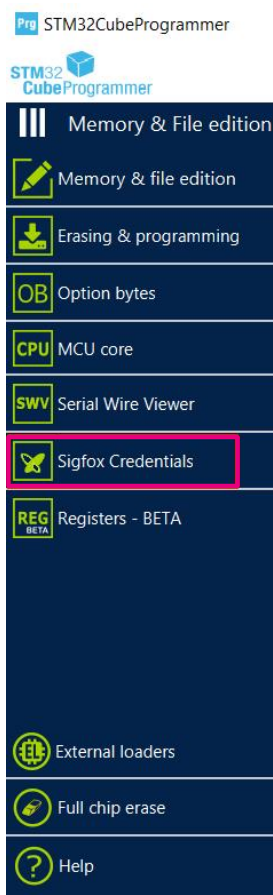 Prg STM32CubeProgrammer
STM32
CubeProgrammer
Memory & File edition
Memory & file edition
Erasing & programming
OB Option bytes
CPU MCU core
SWV Serial Wire Viewer
Sigfox Credentials
REG BETA Registers - BETA
EL External loaders
Full chip erase
? Help